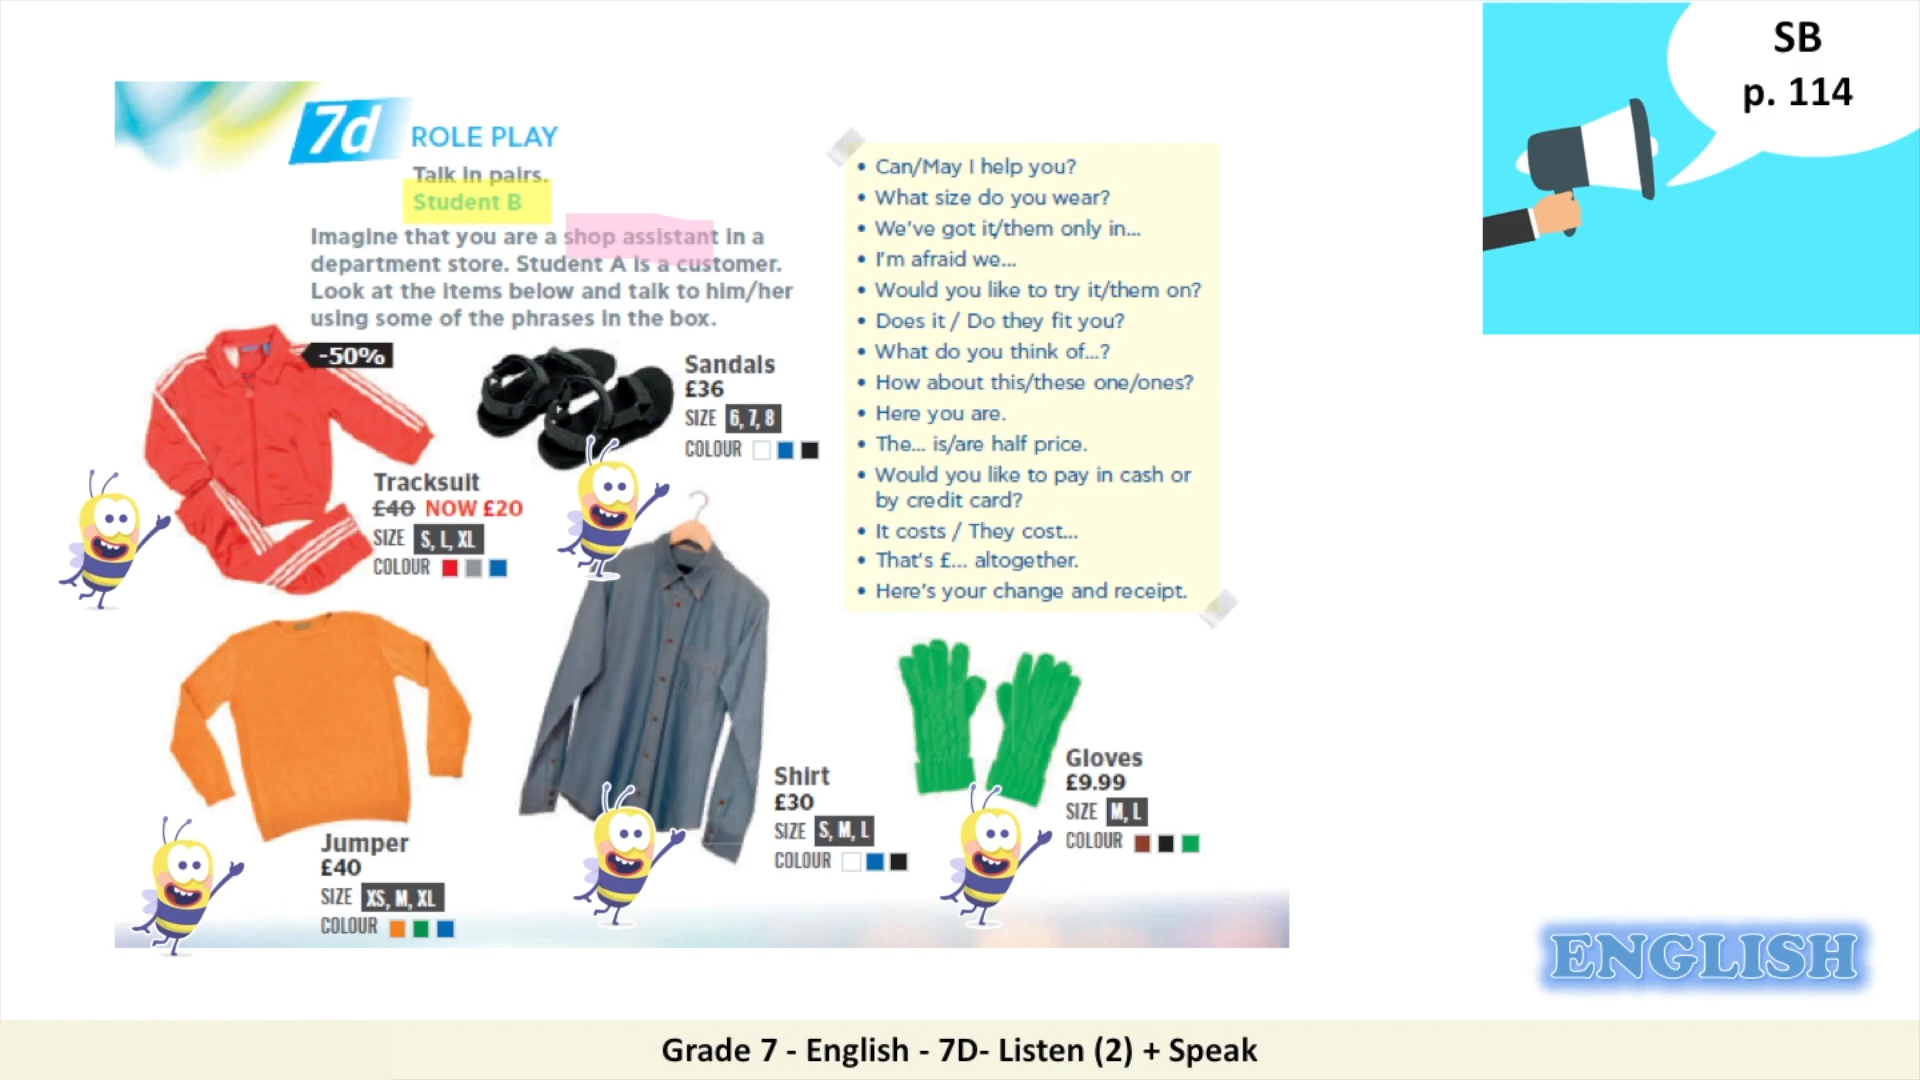 SB
p. 114
7d ROLE PLAY
Talk in pairs.
Student B
Imagine that you are a shop assistant in a
department store. Student A is a customer.
Look at the items below and talk to him/her
using some of the phrases in the box.
• Can/May I help you?
• What size do you wear?
• We've got it/them only in...
• I'm afraid we...
• Would you like to try it/them on?
• Does it / Do they fit you?
• What do you think of...?
• How about this/these one/ones?
• Here you are.
• The... is/are half price.
• Would you like to pay in cash or
by credit card?
• It costs / They cost...
• That's £... altogether.
• Here's your change and receipt.
-50%
Tracksuit
£40 NOW £20
SIZE S, L, XL
COLOUR
Sandals
£36
SIZE 6, 7, 8
COLOUR
Jumper
£40
SIZE XS, M, XL
COLOUR
Shirt
£30
SIZE S, M, L
COLOUR
Gloves
£9.99
SIZE M, L
COLOUR
ENGLISH
Grade 7 - English - 7D- Listen (2) + Speak